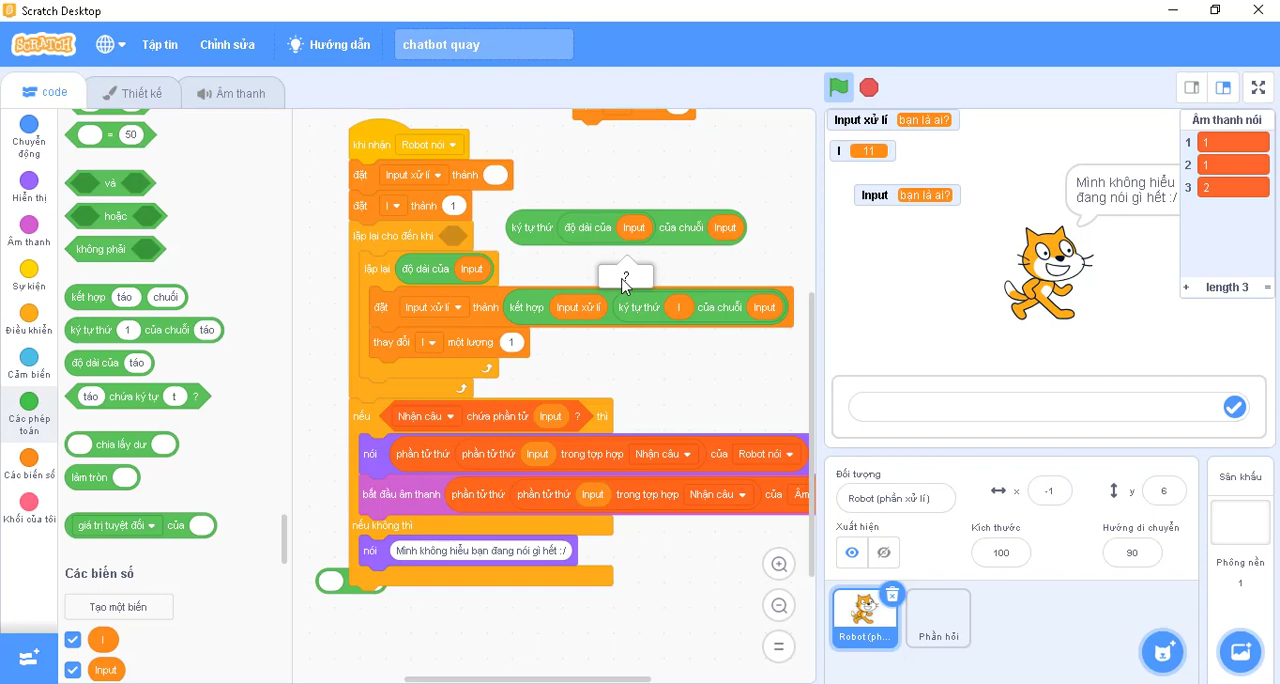 Scratch Desktop
SCRATCH
Tập tin
Chỉnh sửa
Hướng dẫn
chatbot quay
code
Thiết kế
Âm thanh
Chuyển động
Hiển thị
Âm thanh
Sự kiện
Điều khiển
Cảm biến
Các phép toán
Các biến số
Khối của tôi
= 50
và
hoặc
không phải
kết hợp táo chuối
ký tự thứ 1 của chuỗi táo
độ dài của táo
táo chứa ký tự t ?
chia lấy dư
làm tròn
giá trị tuyệt đối của
Các biến số
Tạo một biến
I
Input
khi nhận Robot nói
đặt Input xử lí thành
đặt I thành 1
lặp lại cho đến khi
lặp lại độ dài của Input
đặt Input xử lí thành kết hợp Input xử lí ký tự thứ I của chuỗi Input
thay đổi I một lượng 1
ký tự thứ độ dài của Input của chuỗi Input
?
nếu Nhận câu chứa phần tử Input ? thì
nói phần tử thứ phần tử thứ Input trong tợp hợp Nhận câu của Robot nói
bắt đầu âm thanh phần tử thứ phần tử thứ Input trong tợp hợp Nhận câu của Âm
nếu không thì
nói Mình không hiểu bạn đang nói gì hết :/
Input xử lí bạn là ai?
I 11
Input bạn là ai?
Âm thanh nói
1 1
2 1
3 2
+ length 3 =
Mình không hiểu
đang nói gì hết :/
Đối tượng
Robot (phần xử lí)
x -1
y 6
Xuất hiện
Kích thước
100
Hướng di chuyển
90
Robot (ph...
Phần hồi
Sân khấu
Phông nền
1